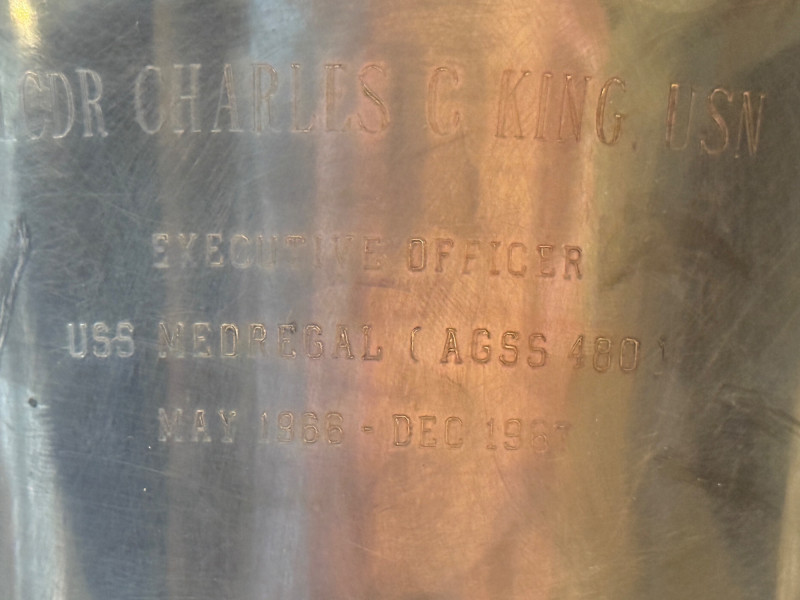 LCDR CHARLES C KING, USN
EXECUTIVE OFFICER
USS MEDREGAL ( AGSS 480 )
MAY 1966 - DEC 1967